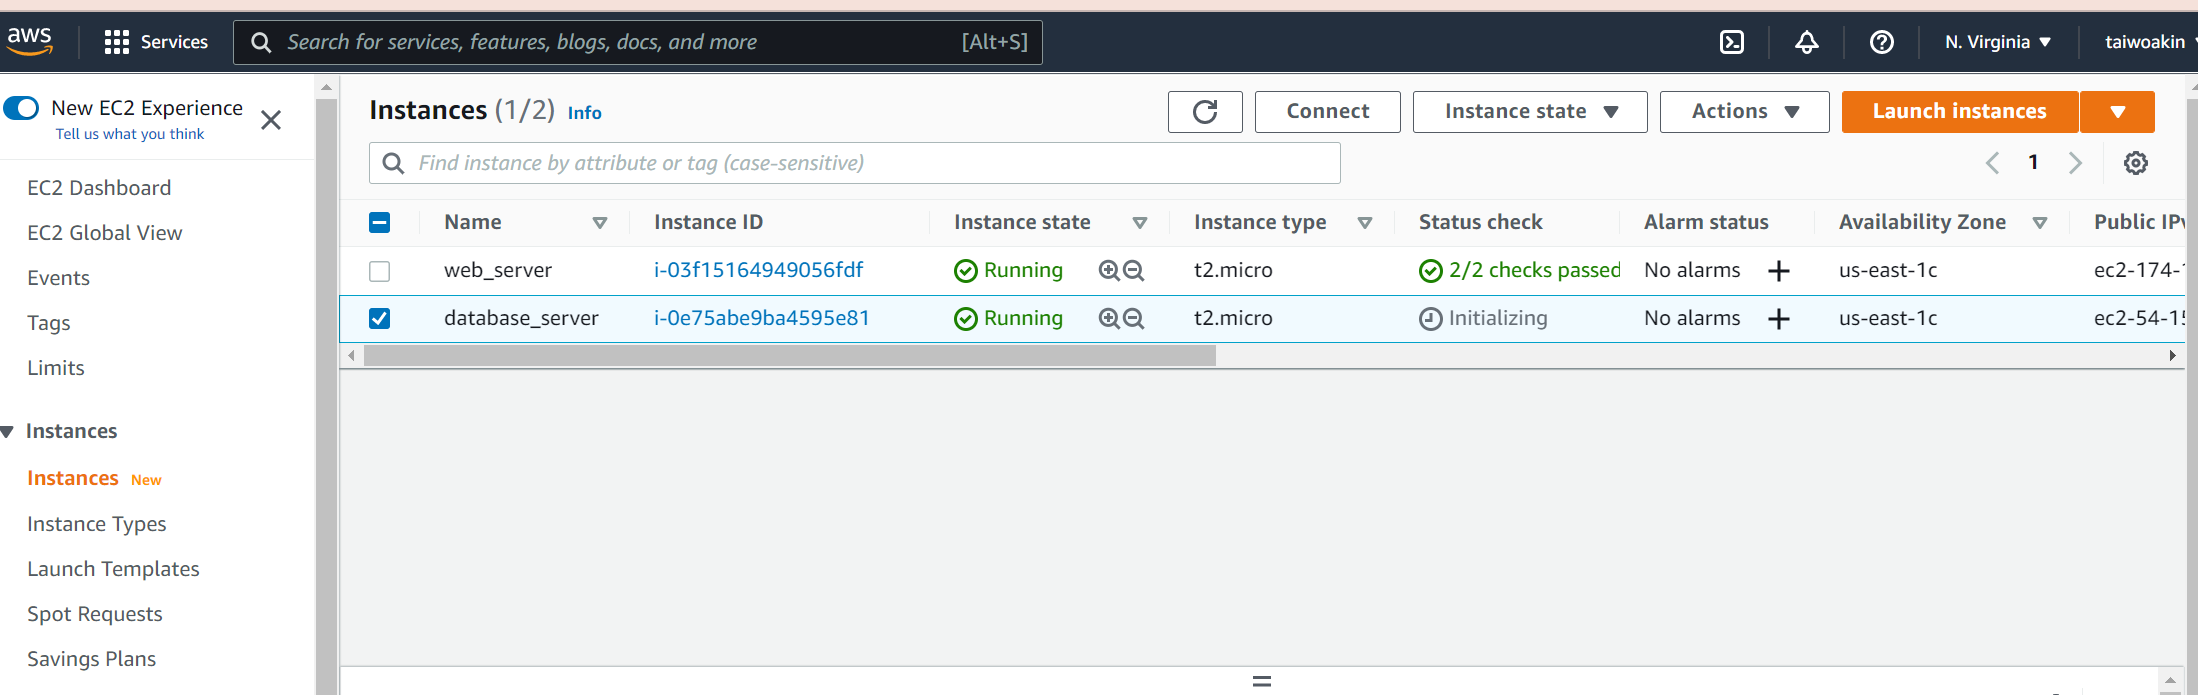 aws Services Search for services, features, blogs, docs, and more [Alt+S] N. Virginia taiwoakin
New EC2 Experience
Tell us what you think
EC2 Dashboard
EC2 Global View
Events
Tags
Limits
Instances
Instances New
Instance Types
Launch Templates
Spot Requests
Savings Plans
Instances (1/2) Info Connect Instance state Actions Launch instances
Find instance by attribute or tag (case-sensitive) 1
Name Instance ID Instance state Instance type Status check Alarm status Availability Zone Public IPv
web_server i-03f15164949056fdf Running t2.micro 2/2 checks passed No alarms us-east-1c ec2-174-1
database_server i-0e75abe9ba4595e81 Running t2.micro Initializing No alarms us-east-1c ec2-54-15